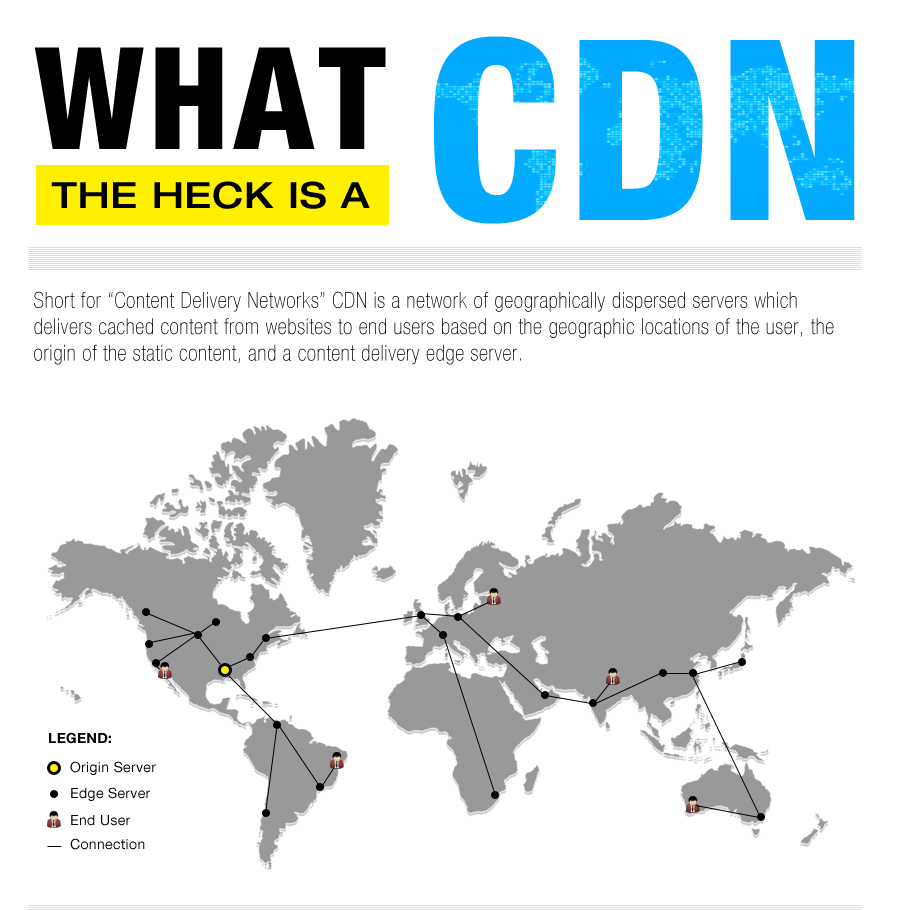 WHAT
THE HECK IS A
CDN
Short for “Content Delivery Networks” CDN is a network of geographically dispersed servers which
delivers cached content from websites to end users based on the geographic locations of the user, the
origin of the static content, and a content delivery edge server.
LEGEND:
Origin Server
Edge Server
End User
Connection